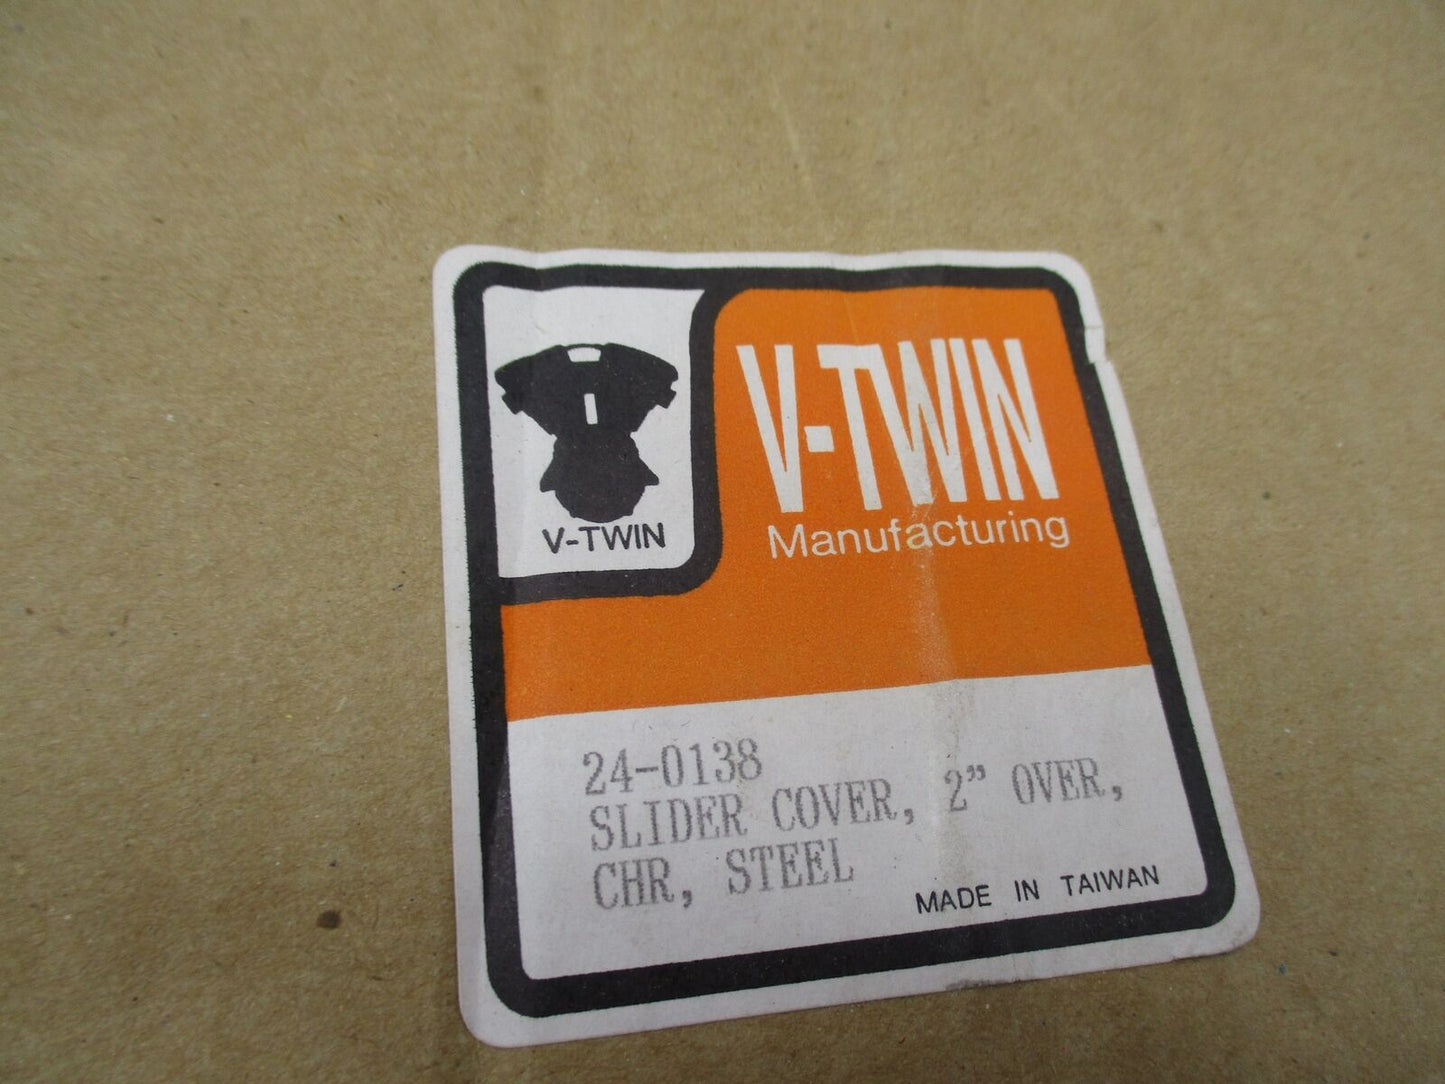 V-TWIN
V-TWIN
Manufacturing
24-0138
SLIDER COVER, 2” OVER,
CHR, STEEL
MADE IN TAIWAN